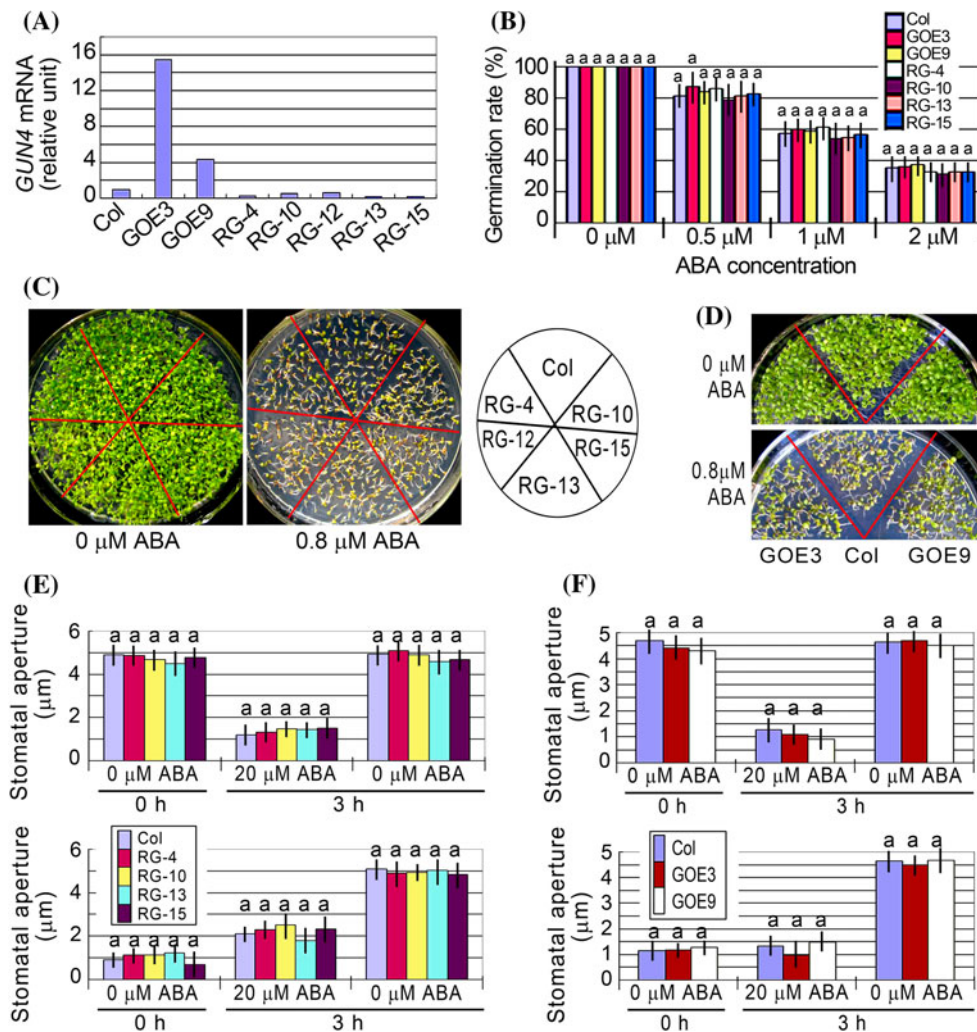 (A)
GUN4 mRNA
(relative unit)
16
12
8
4
0
Col
GOE3
GOE9
RG-4
RG-10
RG-12
RG-13
RG-15
(B)
Germination rate (%)
100
80
60
40
20
0
a a a a a a a
a a a a a a a
a a a a a a a
a a a a a a a
Col
GOE3
GOE9
RG-4
RG-10
RG-13
RG-15
0 μM
0.5 μM
1 μM
2 μM
ABA concentration
(C)
0 μM ABA
0.8 μM ABA
Col
RG-4
RG-10
RG-12
RG-15
RG-13
(D)
0 μM
ABA
0.8μM
ABA
GOE3 Col GOE9
(E)
Stomatal aperture
(μm)
6
4
2
0
a a a a a
a a a a a
a a a a a
0 μM ABA
20 μM ABA
0 μM ABA
0 h
3 h
Stomatal aperture
(μm)
6
4
2
0
Col
RG-4
RG-10
RG-13
RG-15
a a a a a
a a a a a
a a a a a
0 μM ABA
20 μM ABA
0 μM ABA
0 h
3 h
(F)
Stomatal aperture
(μm)
5
4
3
2
1
0
a a a
a a a
a a a
0 μM ABA
20 μM ABA
0 μM ABA
0 h
3 h
Stomatal aperture
(μm)
5
4
3
2
1
0
Col
GOE3
GOE9
a a a
a a a
a a a
0 μM ABA
20 μM ABA
0 μM ABA
0 h
3 h